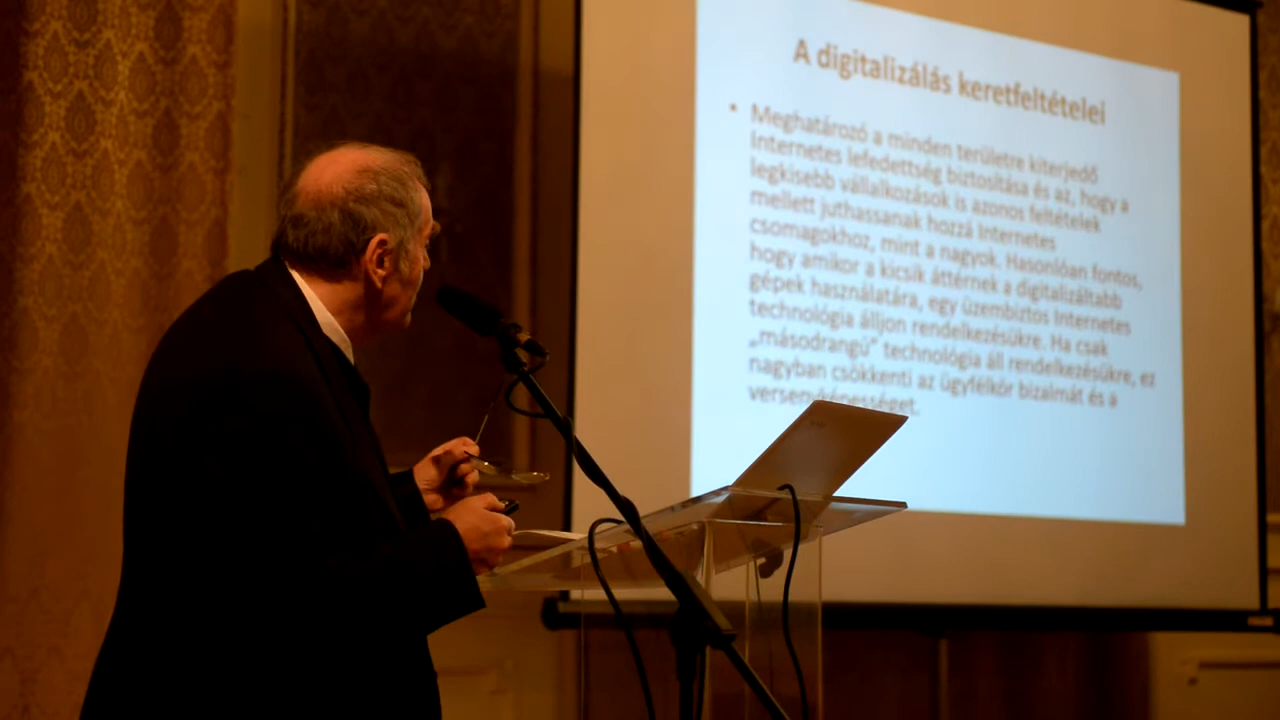 A digitalizálás keretfeltételei
• Meghatározó a minden területre kiterjedő
Internetes lefedettség biztosítása és az, hogy a
legkisebb vállalkozások is azonos feltételek
mellett juthassanak hozzá Internetes
csomagokhoz, mint a nagyok. Hasonlóan fontos,
hogy amikor a kicsik áttérnek a digitalizáltabb
gépek használatára, egy üzembiztos Internetes
technológia álljon rendelkezésükre. Ha csak
„másodrangú" technológia áll rendelkezésükre, ez
nagyban csökkenti az ügyfélkör bizalmát és a
versenyképességet.